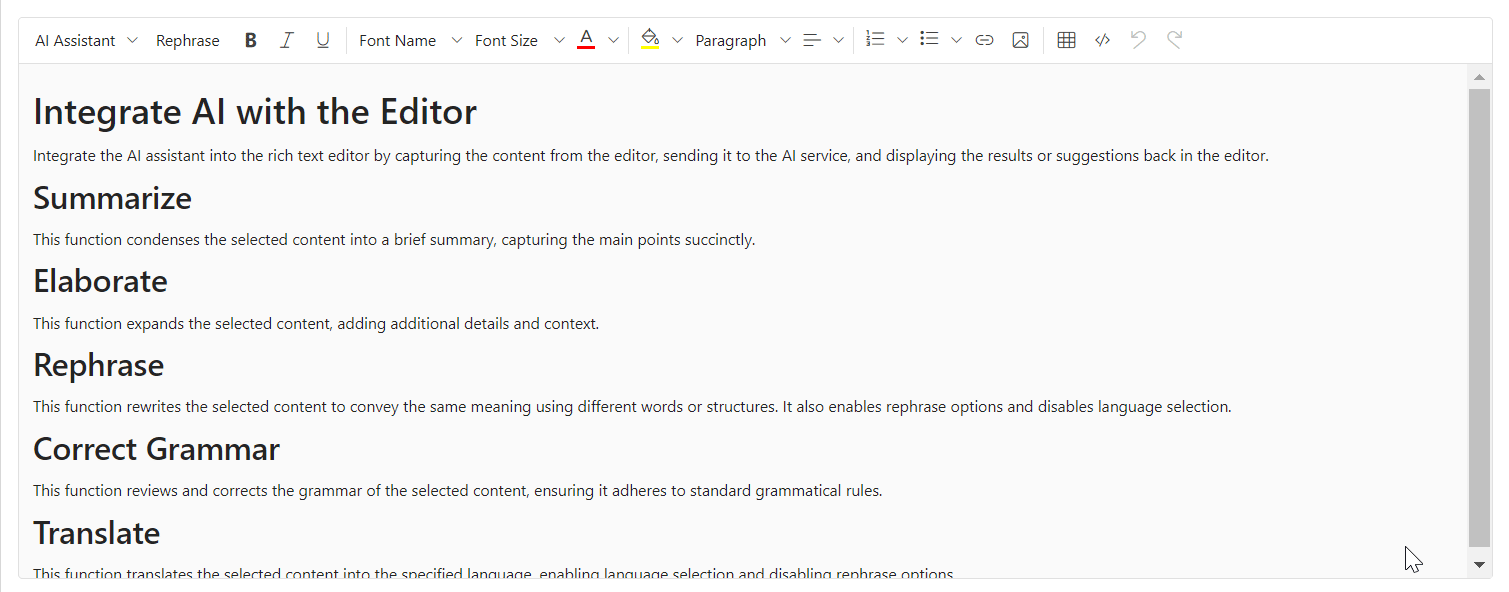 AI Assistant Rephrase B I U Font Name Font Size A Paragraph
Integrate AI with the Editor
Integrate the AI assistant into the rich text editor by capturing the content from the editor, sending it to the AI service, and displaying the results or suggestions back in the editor.
Summarize
This function condenses the selected content into a brief summary, capturing the main points succinctly.
Elaborate
This function expands the selected content, adding additional details and context.
Rephrase
This function rewrites the selected content to convey the same meaning using different words or structures. It also enables rephrase options and disables language selection.
Correct Grammar
This function reviews and corrects the grammar of the selected content, ensuring it adheres to standard grammatical rules.
Translate
This function translates the selected content into the specified language, enabling language selection and disabling rephrase options.